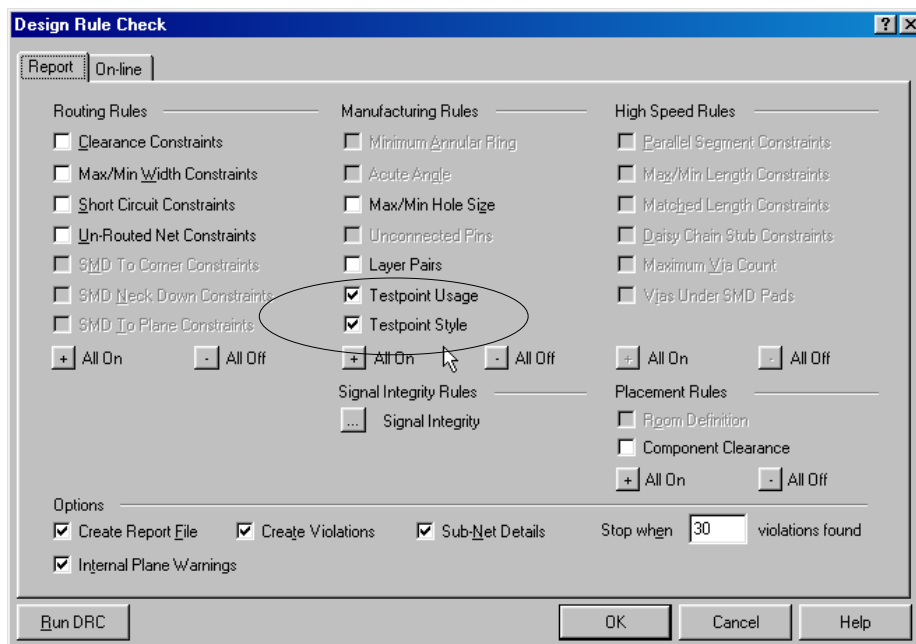 Design Rule Check
Report On-line
Routing Rules
Clearance Constraints
Max/Min Width Constraints
Short Circuit Constraints
Un-Routed Net Constraints
SMD To Corner Constraints
SMD Neck Down Constraints
SMD To Plane Constraints
+ All On - All Off
Manufacturing Rules
Minimum Annular Ring
Acute Angle
Max/Min Hole Size
Unconnected Pins
Layer Pairs
Testpoint Usage
Testpoint Style
+ All On - All Off
Signal Integrity Rules
... Signal Integrity
High Speed Rules
Parallel Segment Constraints
Max/Min Length Constraints
Matched Length Constraints
Daisy Chain Stub Constraints
Maximum Via Count
Vias Under SMD Pads
+ All On - All Off
Placement Rules
Room Definition
Component Clearance
+ All On - All Off
Options
Create Report File Create Violations Sub-Net Details Stop when 30 violations found
Internal Plane Warnings
Run DRC OK Cancel Help